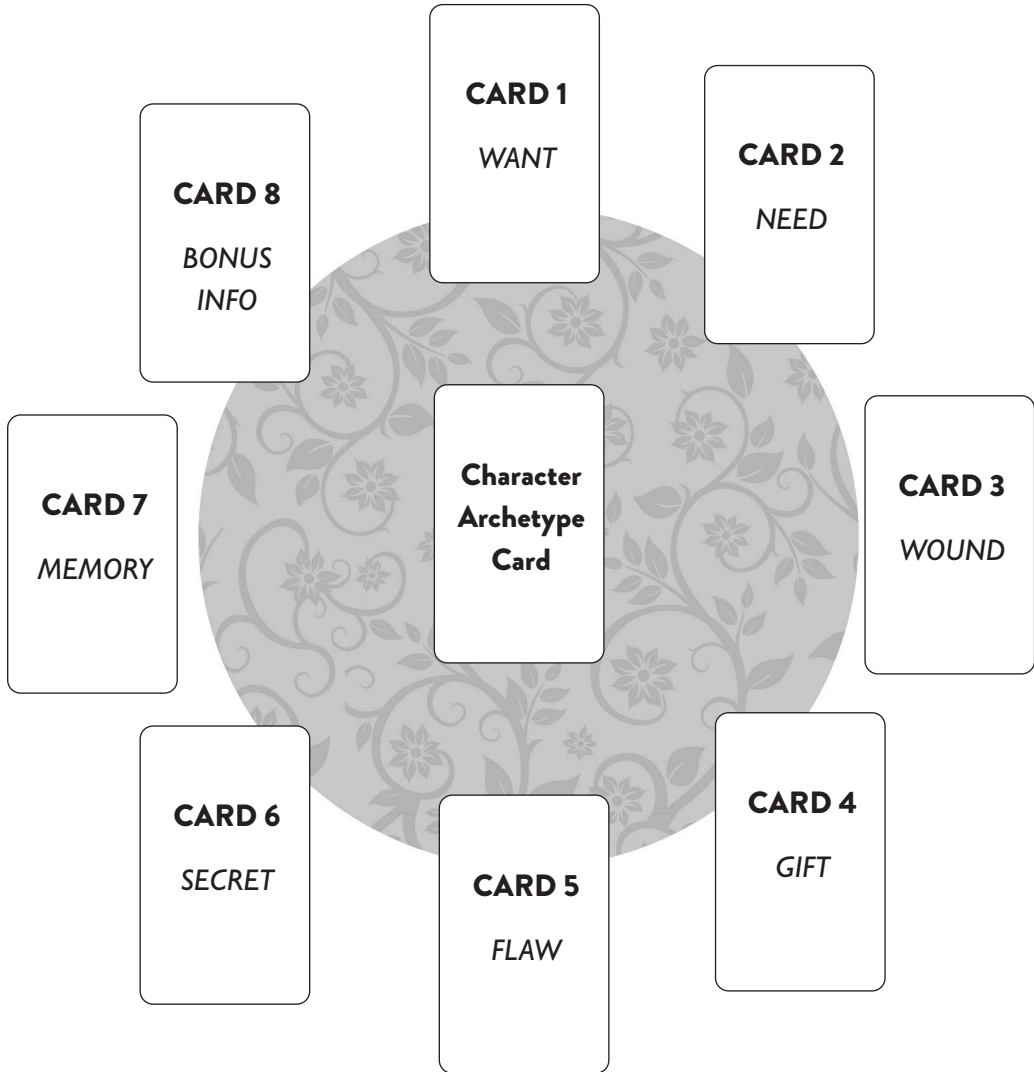 CARD 1
WANT
CARD 2
NEED
CARD 3
WOUND
CARD 4
GIFT
CARD 5
FLAW
CARD 6
SECRET
CARD 7
MEMORY
CARD 8
BONUS
INFO
Character
Archetype
Card